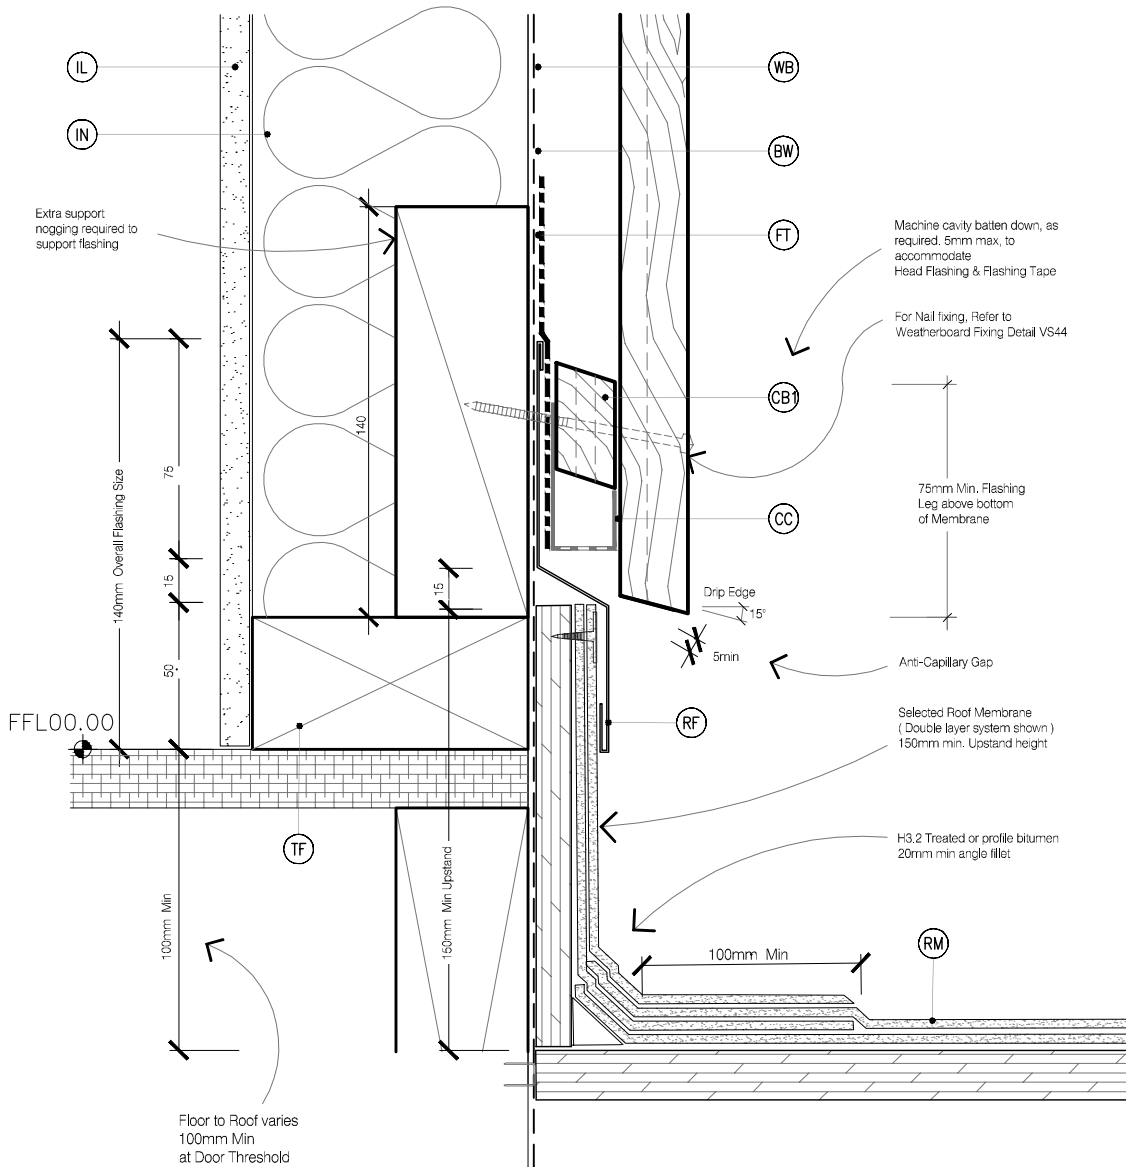 IL
IN
WB
BW
FT
Extra support
nogging required to
support flashing
Machine cavity batten down, as
required. 5mm max, to
accommodate
Head Flashing & Flashing Tape
For Nail fixing, Refer to
Weatherboard Fixing Detail VS44
CB1
140
75
140mm Overall Flashing Size
75mm Min. Flashing
Leg above bottom
of Membrane
CC
15
15
Drip Edge
15°
5min
50
Anti-Capillary Gap
FFL00.00
RF
Selected Roof Membrane
( Double layer system shown )
150mm min. Upstand height
TF
H3.2 Treated or profile bitumen
20mm min angle fillet
100mm Min
150mm Min Upstand
100mm Min
RM
Floor to Roof varies
100mm Min
at Door Threshold